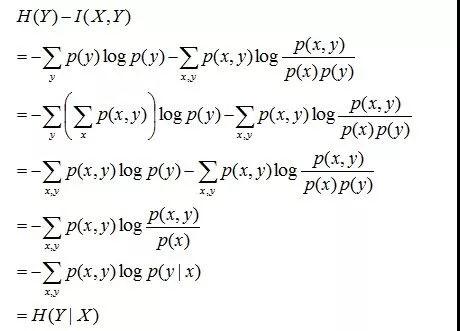 H(Y) − I(X,Y)
= −∑_y p(y) log p(y) − ∑_{x,y} p(x,y) log p(x,y) / p(x)p(y)
= −∑_y (∑_x p(x,y)) log p(y) − ∑_{x,y} p(x,y) log p(x,y) / p(x)p(y)
= −∑_{x,y} p(x,y) log p(y) − ∑_{x,y} p(x,y) log p(x,y) / p(x)p(y)
= −∑_{x,y} p(x,y) log p(x,y) / p(x)
= −∑_{x,y} p(x,y) log p(y | x)
= H(Y | X)